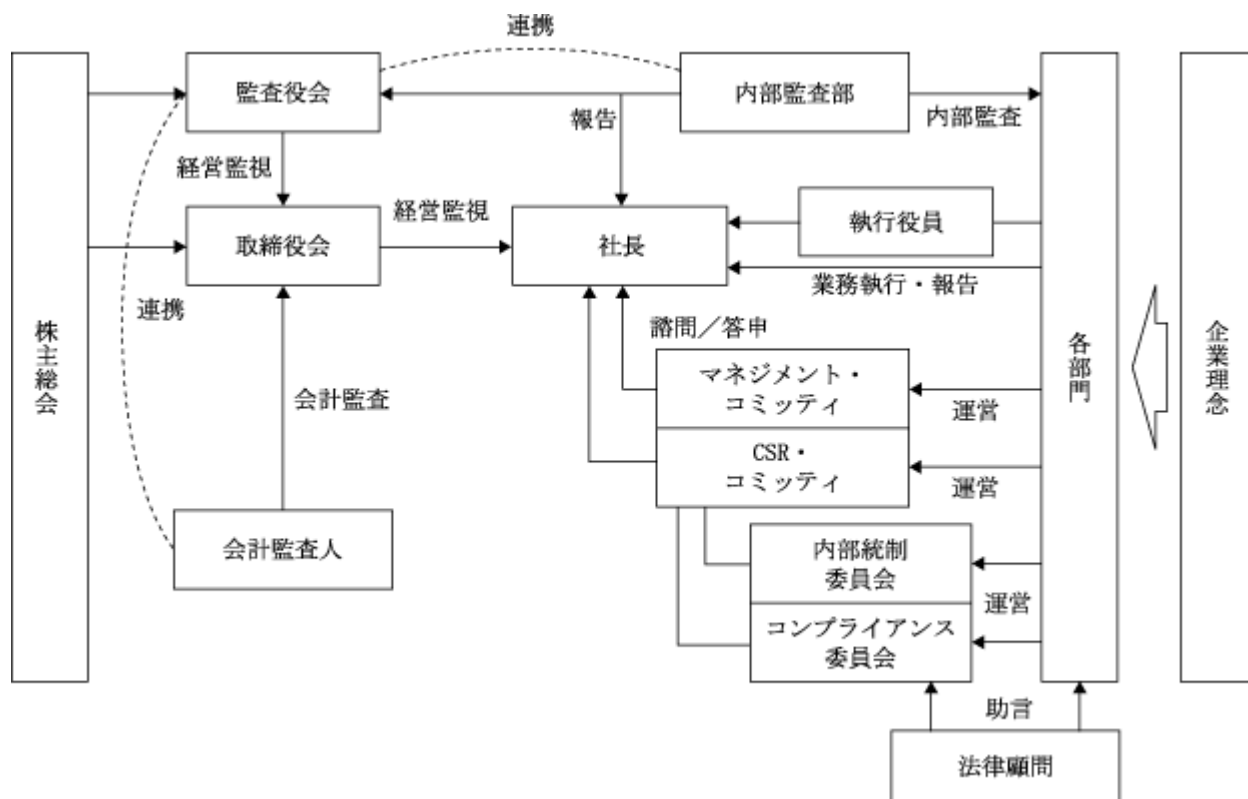 連携
監査役会
内部監査部
報告
内部監査
経営監視
取締役会
経営監視
社長
執行役員
業務執行・報告
連携
諮問／答申
株主総会
マネジメント・
コミッティ
運営
各部門
企業理念
会計監査
CSR・
コミッティ
運営
会計監査人
内部統制
委員会
運営
コンプライアンス
委員会
助言
法律顧問